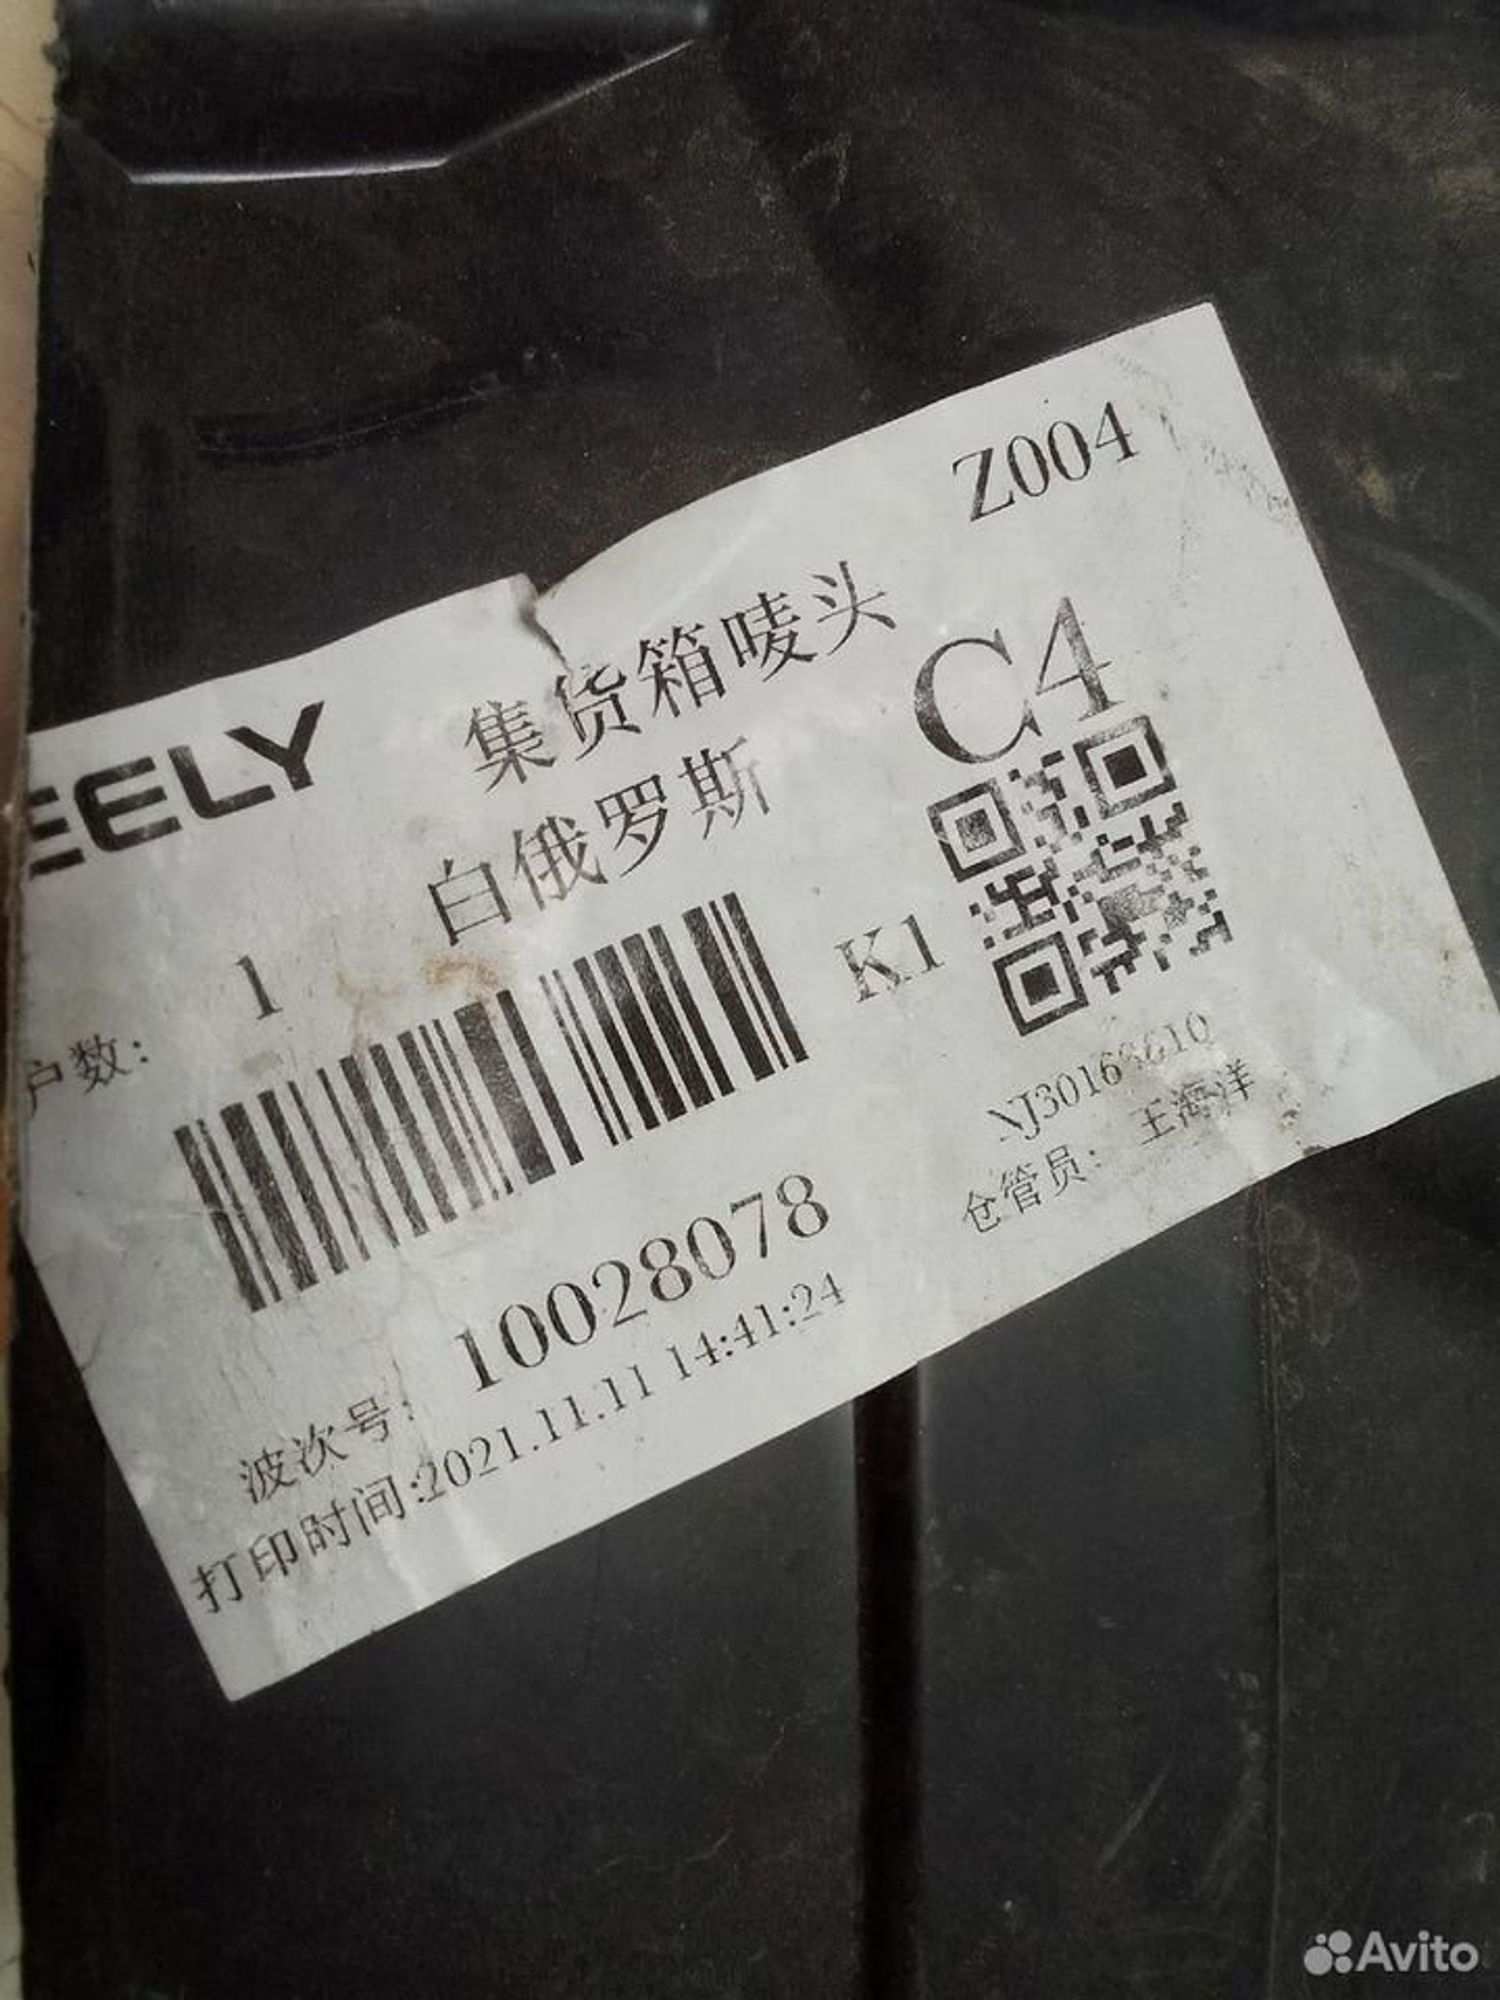 Z004
EELY 集货箱唛头
C4
白俄罗斯
户数: 1
K1
仓管员: 王海洋
波次号: 10028078
打印时间:2021.11.11 14:41:24
Avito